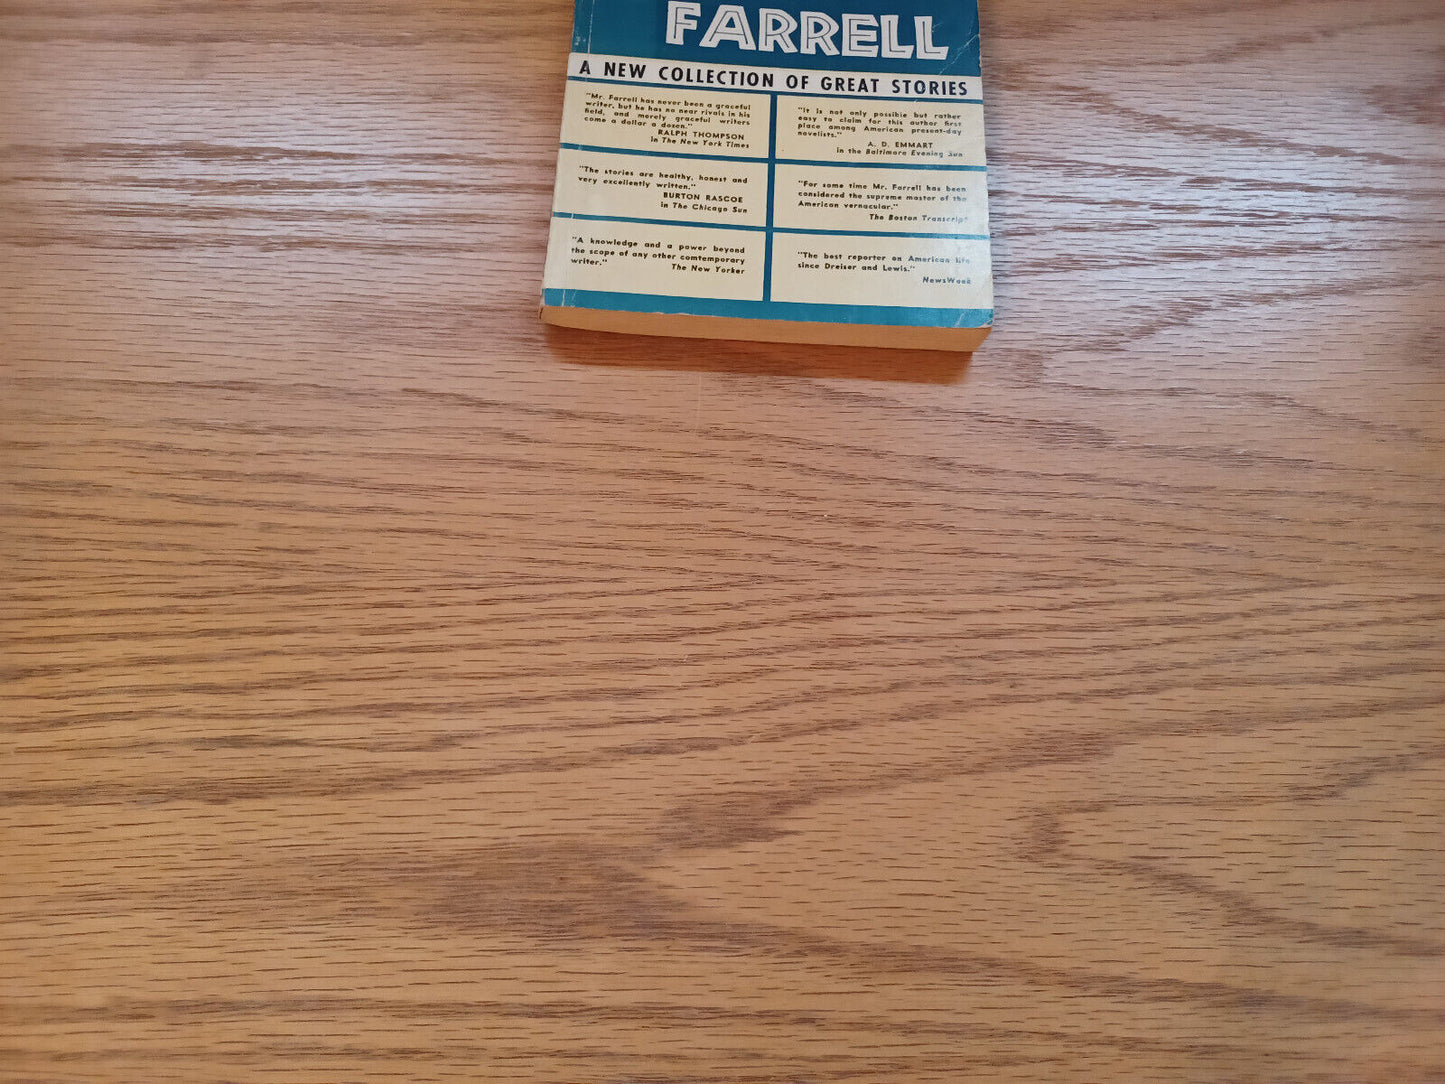 FARRELL
A NEW COLLECTION OF GREAT STORIES
"Mr. Farrell has never been a graceful
writer, but he has no near rivals in his
field, and merely graceful writers
come a dollar a dozen."
RALPH THOMPSON
in The New York Times
"It is not only possible but rather
easy to claim for this author first
place among American present-day
novelists."
A. D. EMMART
in the Baltimore Evening Sun
"The stories are healthy, honest and
very excellently written."
BURTON RASCOE
in The Chicago Sun
"For some time Mr. Farrell has been
considered the supreme master of the
American vernacular."
The Boston Transcript
"A knowledge and a power beyond
the scope of any other comtemporary
writer."
The New Yorker
"The best reporter on American life
since Dreiser and Lewis."
NewsWeek